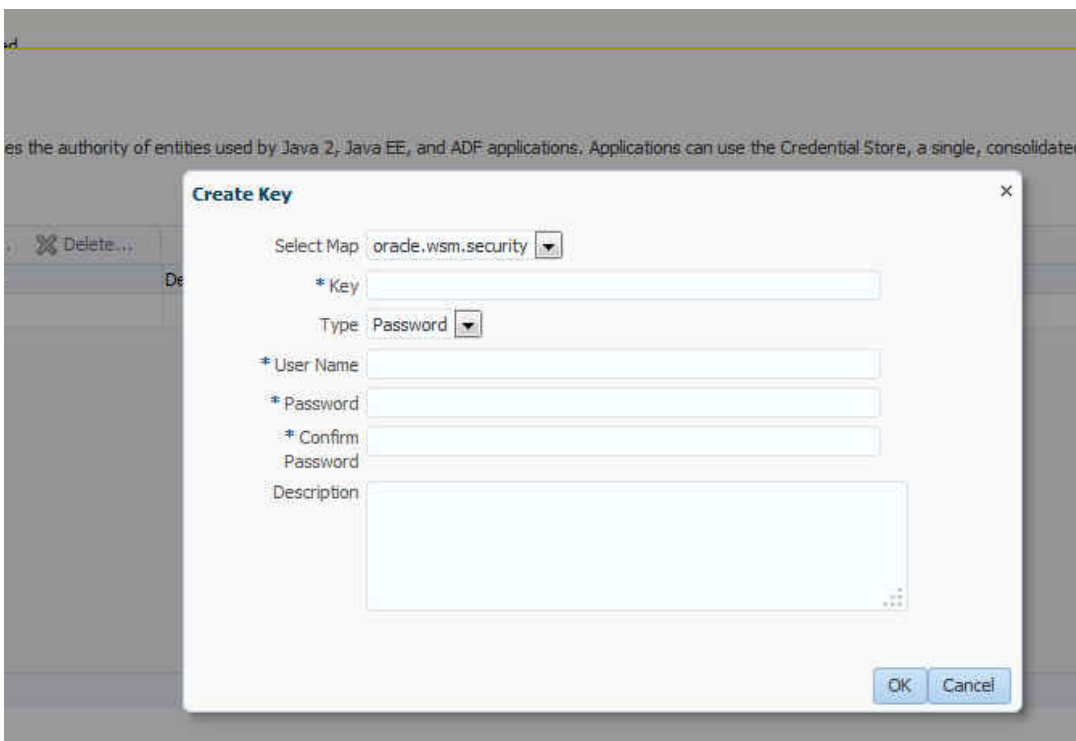 ed
es the authority of entities used by Java 2, Java EE, and ADF applications. Applications can use the Credential Store, a single, consolidated
Create Key
×
Delete...
Select Map oracle.wsm.security
De
* Key
Type Password
* User Name
* Password
* Confirm
Password
Description
OK Cancel